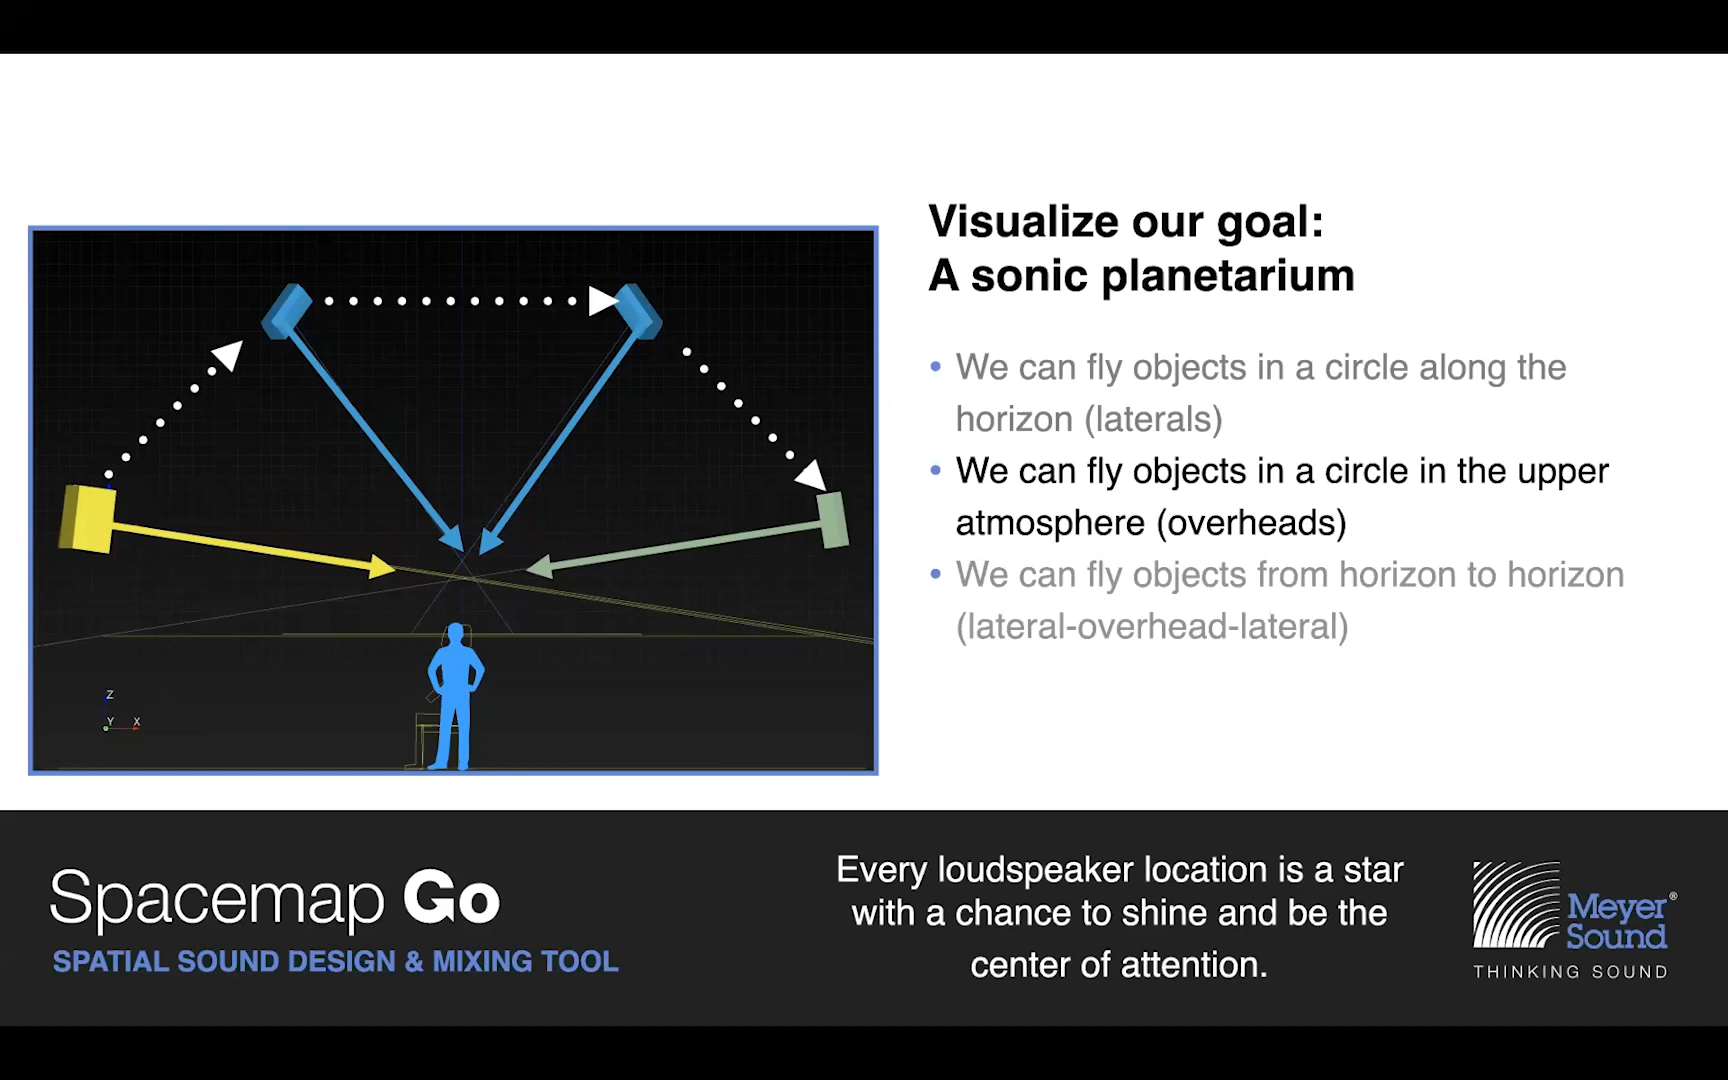 Visualize our goal:
A sonic planetarium
• We can fly objects in a circle along the
horizon (laterals)
• We can fly objects in a circle in the upper
atmosphere (overheads)
• We can fly objects from horizon to horizon
(lateral-overhead-lateral)
Z
Y X
Spacemap Go
SPATIAL SOUND DESIGN & MIXING TOOL
Every loudspeaker location is a star
with a chance to shine and be the
center of attention.
Meyer®
Sound
THINKING SOUND